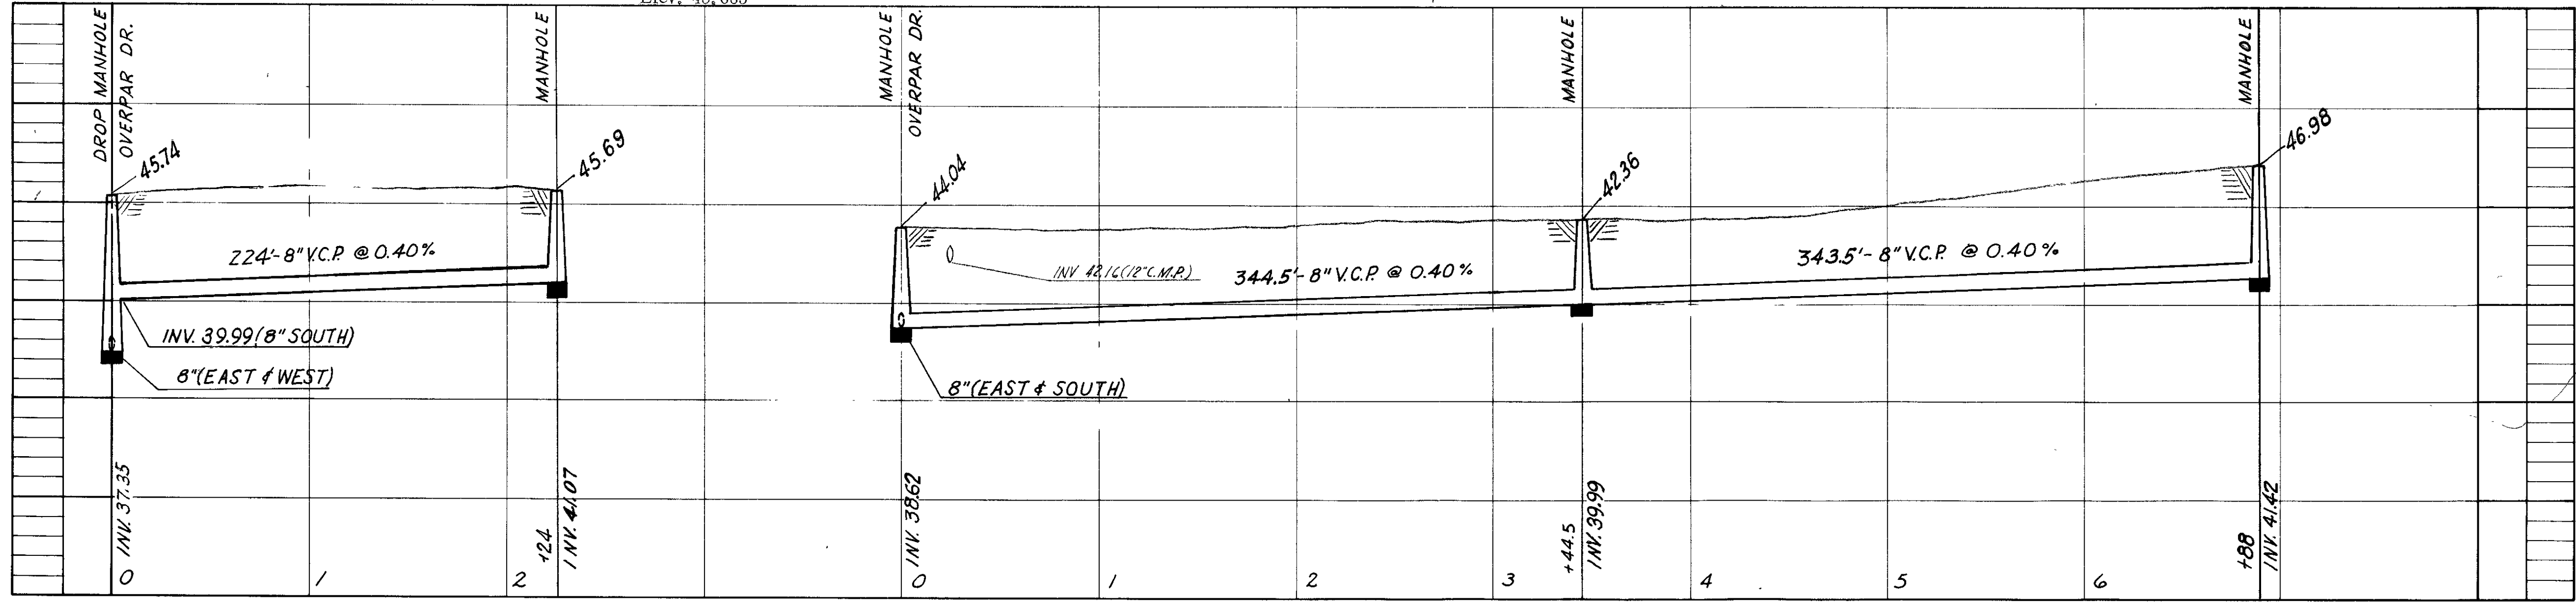 DROP MANHOLE
OVERPAR DR.
45.74
MANHOLE
45.69
224'-8" V.C.P. @ 0.40%
INV. 39.99 (8" SOUTH)
8" (EAST & WEST)
INV. 37.35
+24
INV. 41.07
0
1
2
MANHOLE
OVERPAR DR.
44.04
MANHOLE
42.36
MANHOLE
46.98
INV 42.16 (12" C.M.P.)
344.5'-8" V.C.P. @ 0.40%
343.5'-8" V.C.P. @ 0.40%
8" (EAST & SOUTH)
INV. 38.62
+44.5
INV. 39.99
+88
INV. 41.42
0
1
2
3
4
5
6